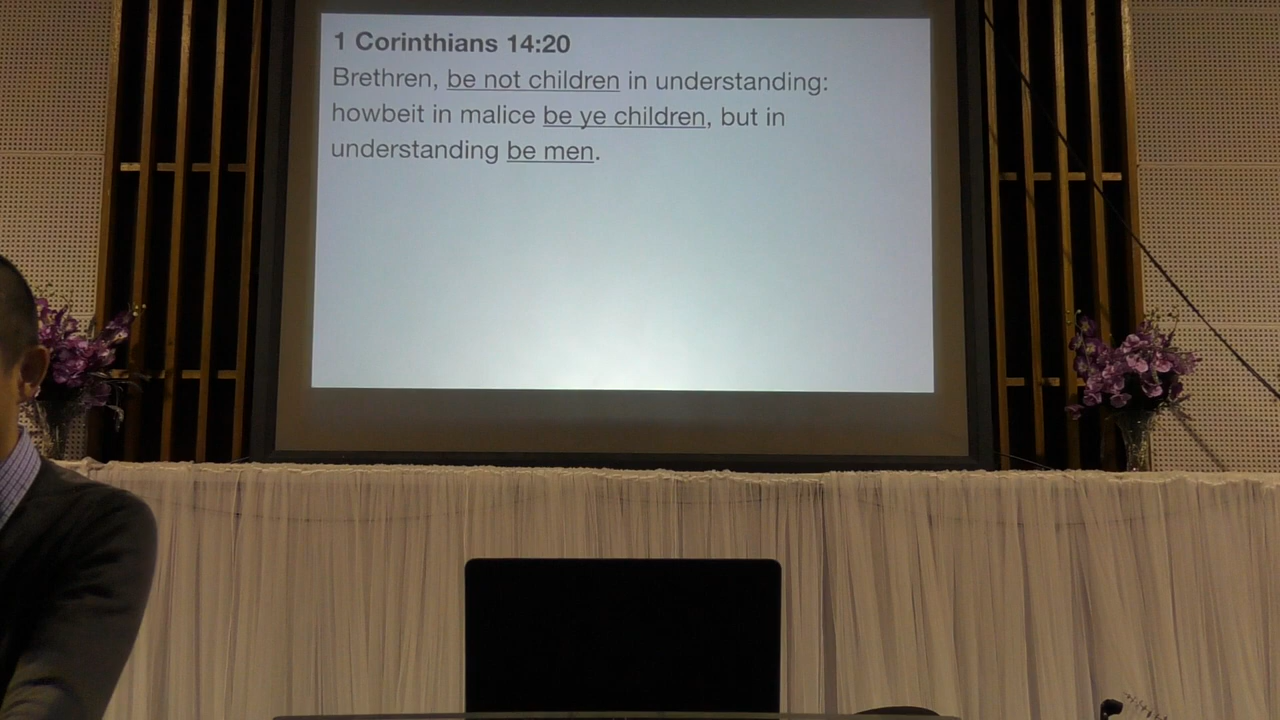 1 Corinthians 14:20
Brethren, be not children in understanding:
howbeit in malice be ye children, but in
understanding be men.